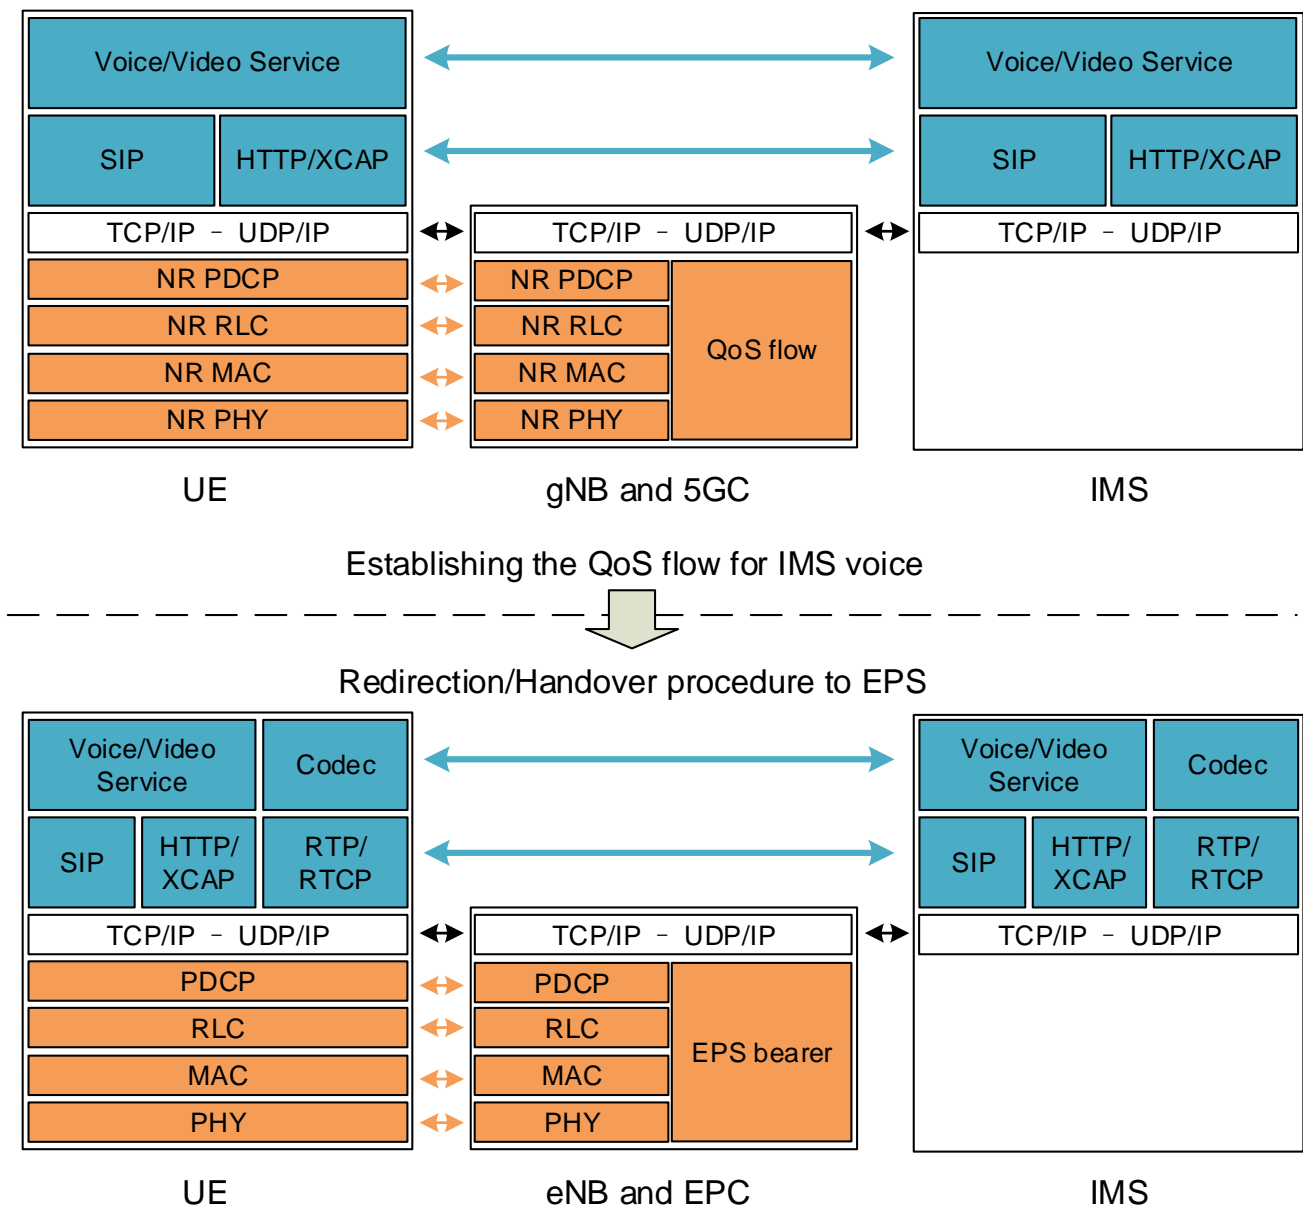 Voice/Video Service
Voice/Video Service
SIP
HTTP/XCAP
SIP
HTTP/XCAP
TCP/IP - UDP/IP
TCP/IP - UDP/IP
TCP/IP - UDP/IP
NR PDCP
NR PDCP
NR RLC
NR RLC
QoS flow
NR MAC
NR MAC
NR PHY
NR PHY
UE
gNB and 5GC
IMS
Establishing the QoS flow for IMS voice
Redirection/Handover procedure to EPS
Voice/Video
Service
Codec
Voice/Video
Service
Codec
SIP
HTTP/
XCAP
RTP/
RTCP
SIP
HTTP/
XCAP
RTP/
RTCP
TCP/IP - UDP/IP
TCP/IP - UDP/IP
TCP/IP - UDP/IP
PDCP
PDCP
RLC
RLC
EPS bearer
MAC
MAC
PHY
PHY
UE
eNB and EPC
IMS